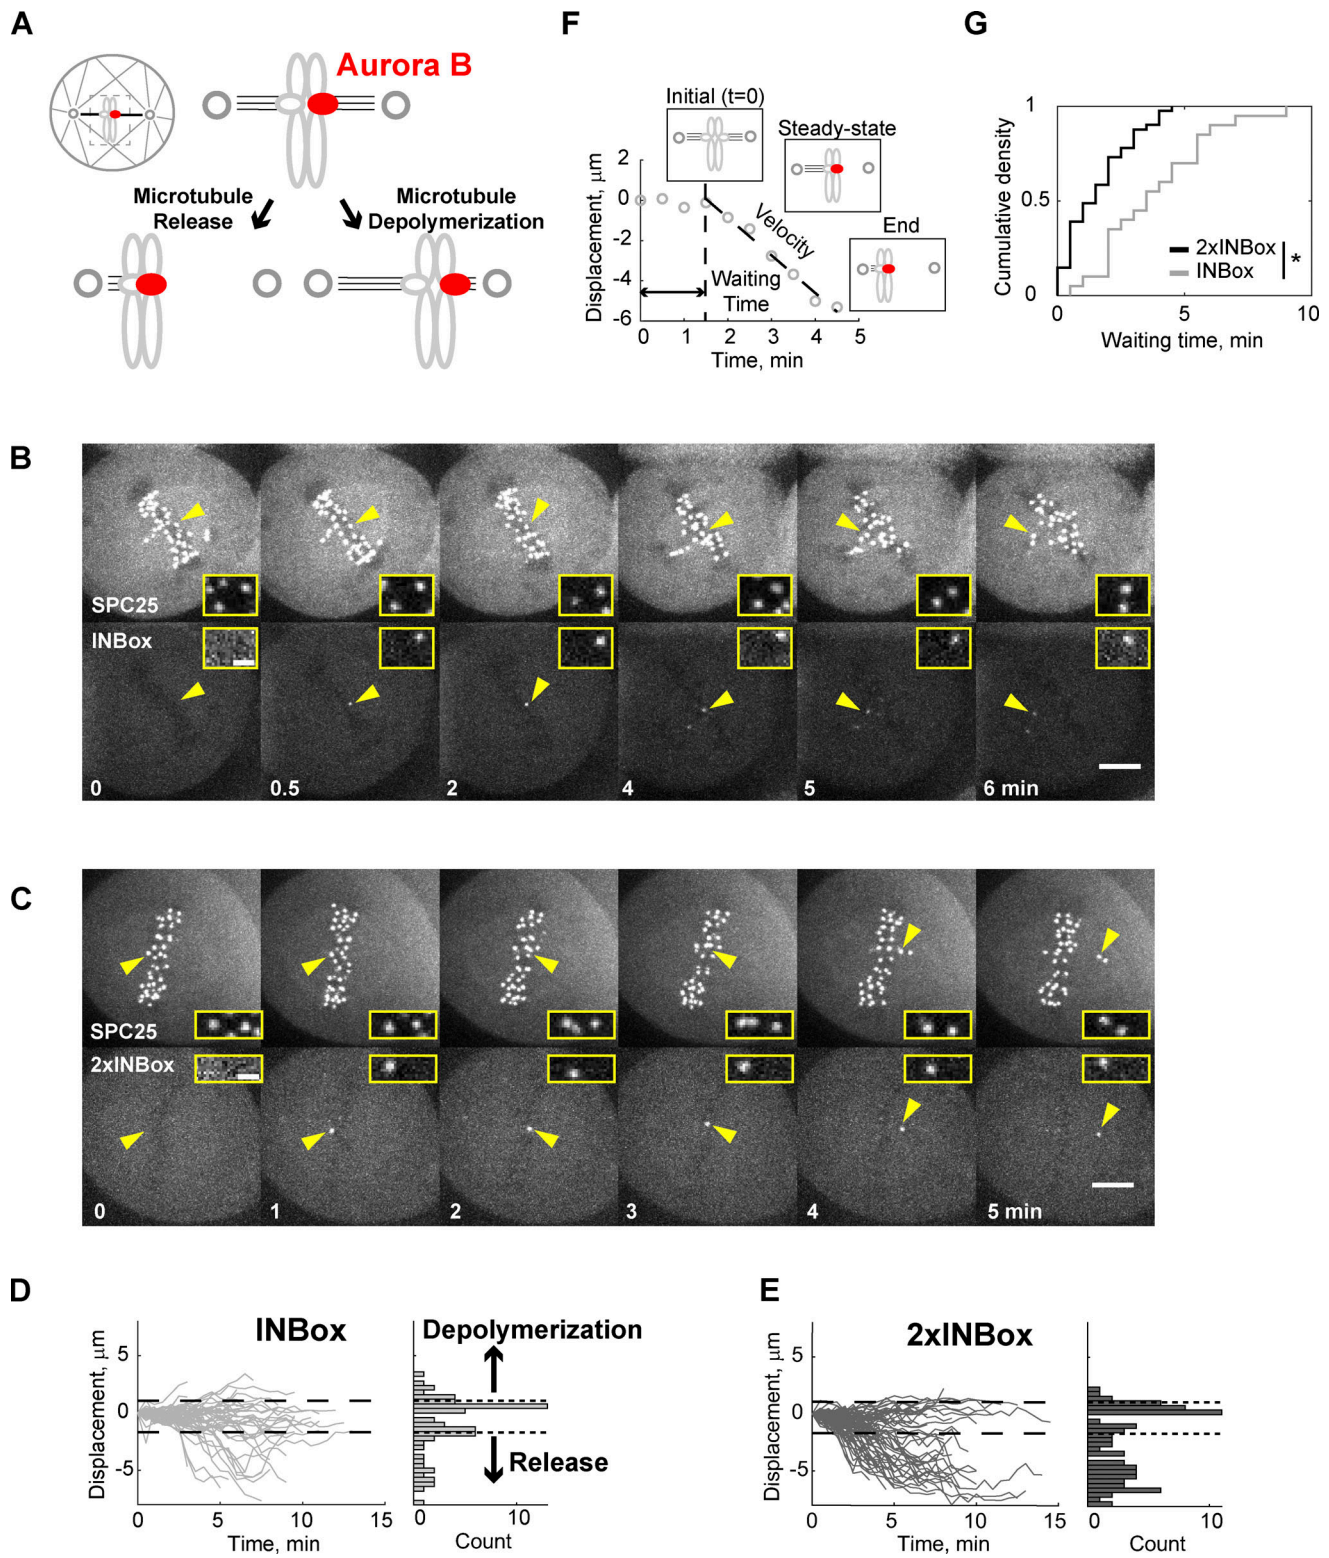 A
Aurora B
Microtubule
Release
Microtubule
Depolymerization
F
Initial (t=0)
Steady-state
End
Displacement, μm
2
0
-2
-4
-6
Velocity
Waiting
Time
0 1 2 3 4 5
Time, min
G
Cumulative density
1
0.5
0
2xINBox
INBox
*
0 5 10
Waiting time, min
B
SPC25
INBox
0 0.5 2 4 5 6 min
C
SPC25
2xINBox
0 1 2 3 4 5 min
D
INBox
Displacement, μm
5
0
-5
0 5 10 15
Time, min
Depolymerization
Release
0 10
Count
E
2xINBox
Displacement, μm
5
0
-5
0 5 10 15
Time, min
0 10
Count